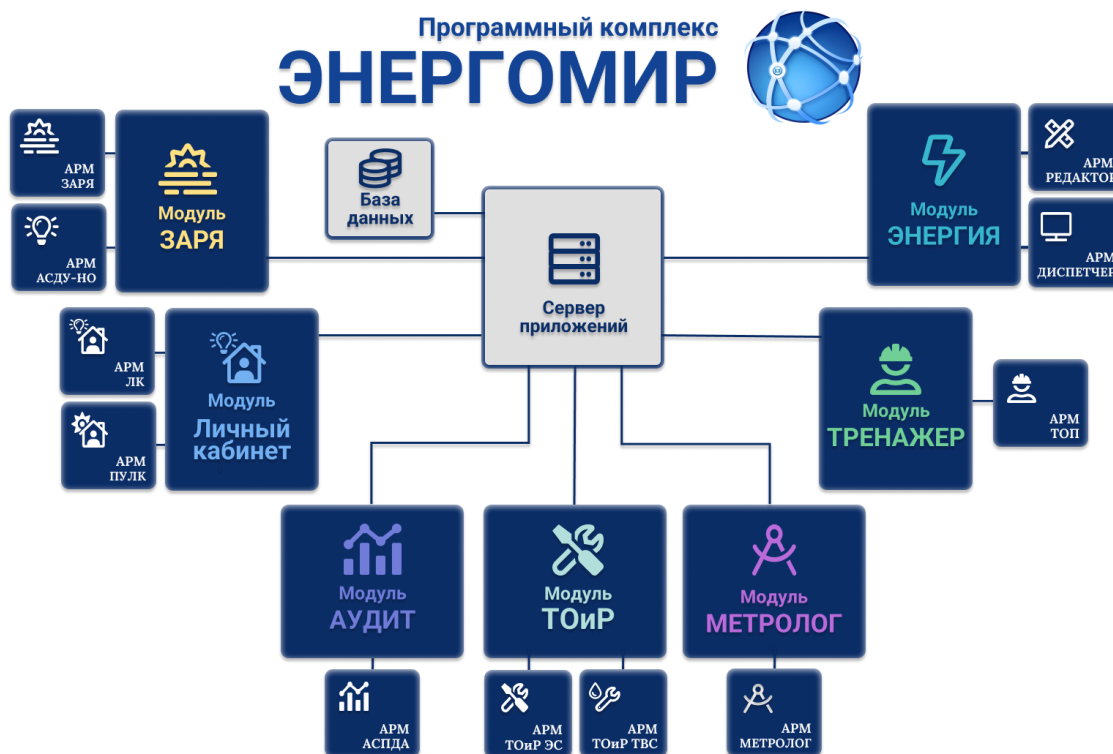 Программный комплекс
ЭНЕРГОМИР
АРМ
ЗАРЯ
АРМ
АСДУ-НО
Модуль
ЗАРЯ
База
данных
Сервер
приложений
Модуль
ЭНЕРГИЯ
АРМ
РЕДАКТОР
АРМ
ДИСПЕТЧЕР
АРМ
ЛК
АРМ
ПУЛК
Модуль
Личный
кабинет
Модуль
ТРЕНАЖЕР
АРМ
ТОП
Модуль
АУДИТ
Модуль
ТОиР
Модуль
МЕТРОЛОГ
АРМ
АСПДА
АРМ
ТОиР ЭС
АРМ
ТОиР ТВС
АРМ
МЕТРОЛОГ